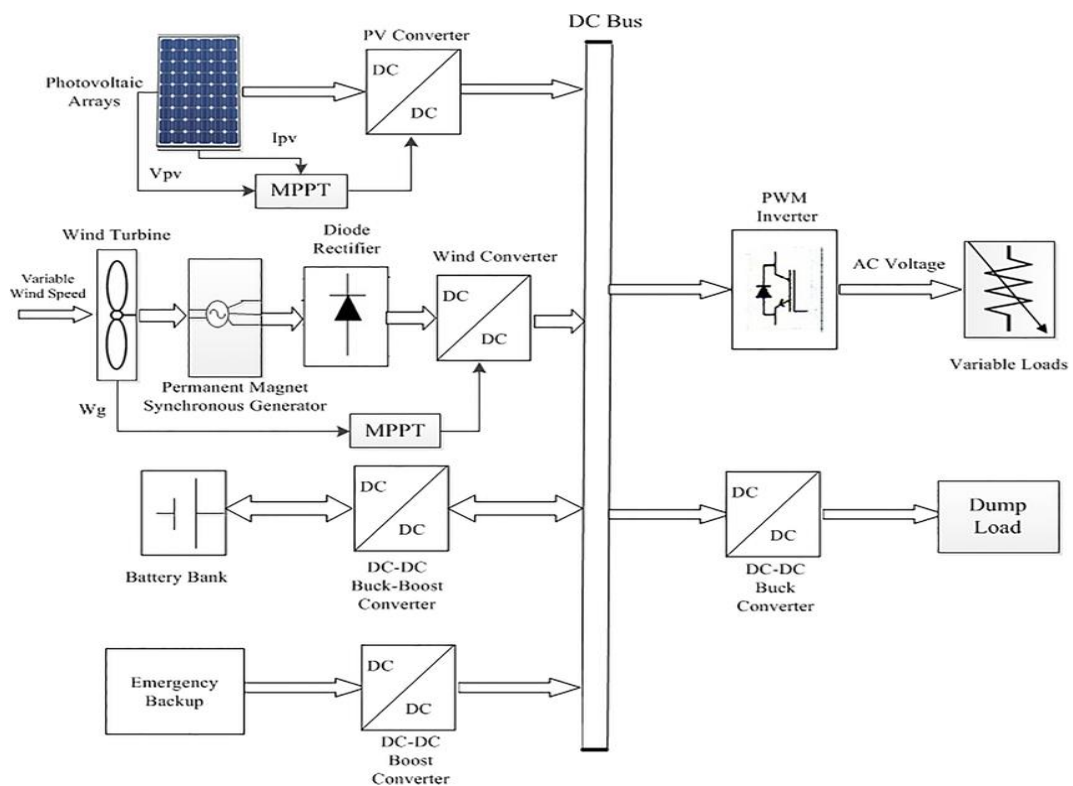 DC Bus
PV Converter
DC
DC
Photovoltaic
Arrays
Ipv
Vpv
MPPT
Wind Turbine
Variable
Wind Speed
Diode
Rectifier
Wind Converter
DC
DC
Permanent Magnet
Synchronous Generator
Wg
MPPT
PWM
Inverter
AC Voltage
Variable Loads
DC
DC
Battery Bank
DC-DC
Buck-Boost
Converter
DC
DC
DC-DC
Buck
Converter
Dump
Load
Emergency
Backup
DC
DC
DC-DC
Boost
Converter